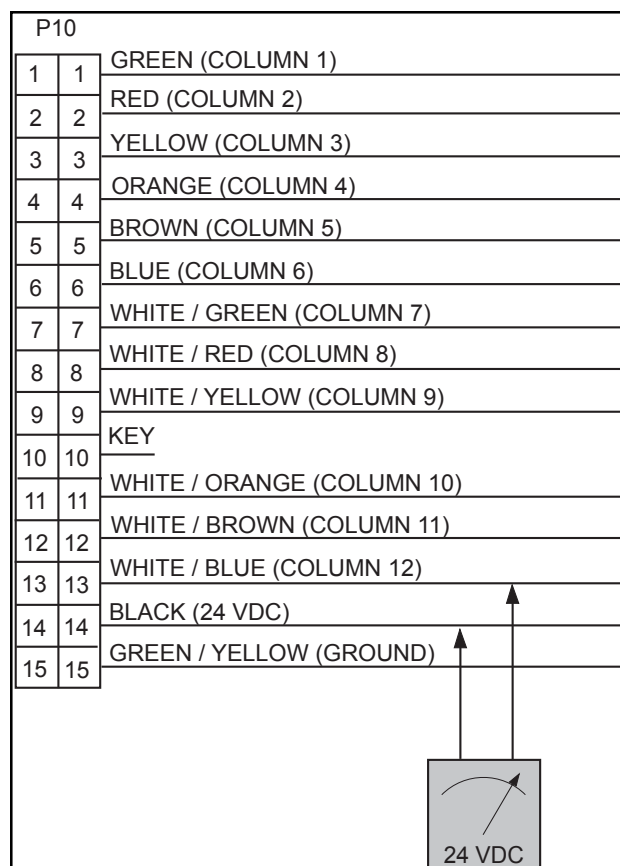 P10
1 1 GREEN (COLUMN 1)
2 2 RED (COLUMN 2)
3 3 YELLOW (COLUMN 3)
4 4 ORANGE (COLUMN 4)
5 5 BROWN (COLUMN 5)
6 6 BLUE (COLUMN 6)
7 7 WHITE / GREEN (COLUMN 7)
8 8 WHITE / RED (COLUMN 8)
9 9 WHITE / YELLOW (COLUMN 9)
10 10 KEY
11 11 WHITE / ORANGE (COLUMN 10)
12 12 WHITE / BROWN (COLUMN 11)
13 13 WHITE / BLUE (COLUMN 12)
14 14 BLACK (24 VDC)
15 15 GREEN / YELLOW (GROUND)
24 VDC